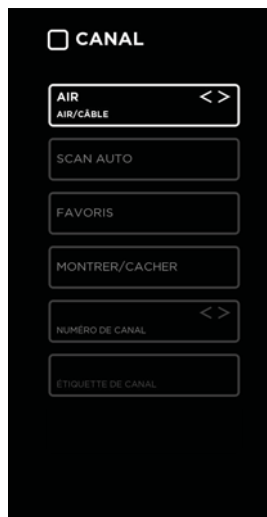 CANAL
AIR < >
AIR/CÂBLE
SCAN AUTO
FAVORIS
MONTRER/CACHER
< >
NUMÉRO DE CANAL
ÉTIQUETTE DE CANAL